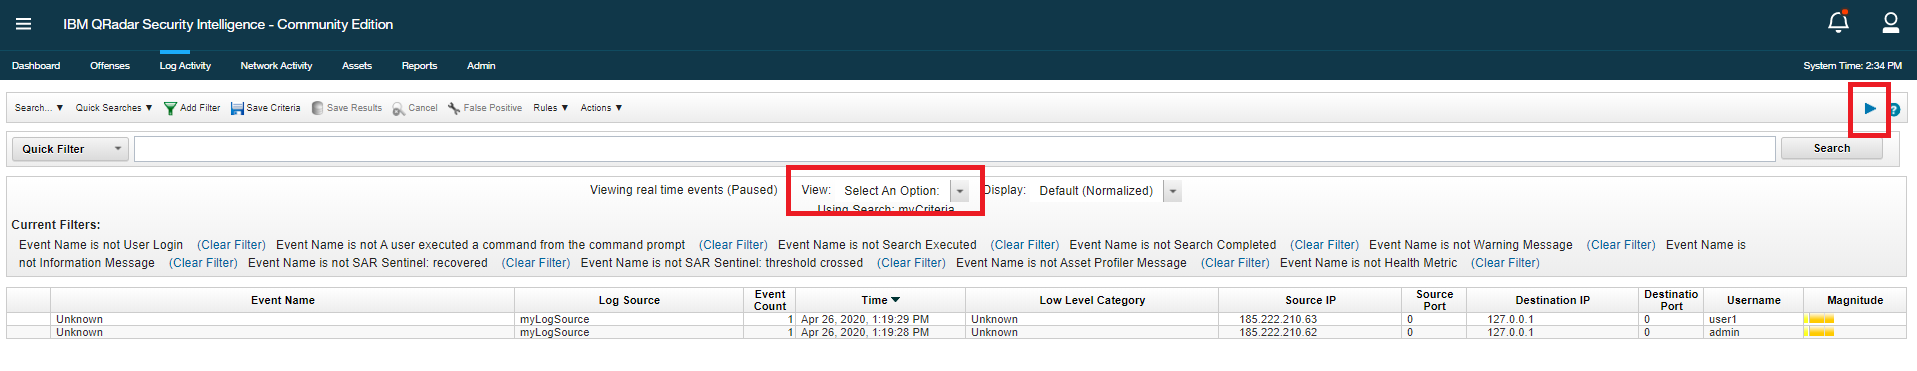 IBM QRadar Security Intelligence - Community Edition
Dashboard Offenses Log Activity Network Activity Assets Reports Admin System Time: 2:34 PM
Search... Quick Searches Add Filter Save Criteria Save Results Cancel False Positive Rules Actions
Quick Filter Search
Viewing real time events (Paused) View: Select An Option: Display: Default (Normalized)
Using Search: myCriteria
Current Filters:
Event Name is not User Login (Clear Filter) Event Name is not A user executed a command from the command prompt (Clear Filter) Event Name is not Search Executed (Clear Filter) Event Name is not Search Completed (Clear Filter) Event Name is not Warning Message (Clear Filter) Event Name is
not Information Message (Clear Filter) Event Name is not SAR Sentinel: recovered (Clear Filter) Event Name is not SAR Sentinel: threshold crossed (Clear Filter) Event Name is not Asset Profiler Message (Clear Filter) Event Name is not Health Metric (Clear Filter)
Event Name Log Source Event Count Time Low Level Category Source IP Source Port Destination IP Destinatio Port Username Magnitude
Unknown myLogSource 1 Apr 26, 2020, 1:19:29 PM Unknown 185.222.210.63 0 127.0.0.1 0 user1
Unknown myLogSource 1 Apr 26, 2020, 1:19:28 PM Unknown 185.222.210.62 0 127.0.0.1 0 admin